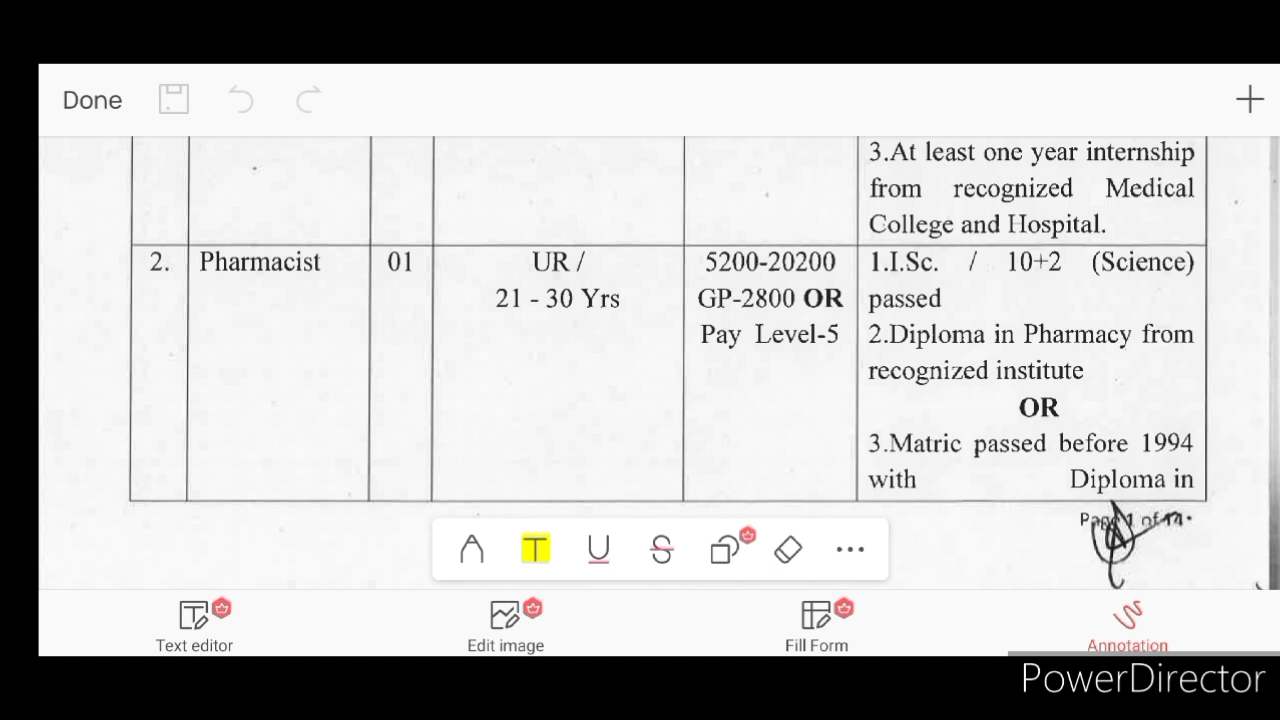 Done
3.At least one year internship
from recognized Medical
College and Hospital.
2. Pharmacist 01 UR / 5200-20200 1.I.Sc. / 10+2 (Science)
21 - 30 Yrs GP-2800 OR passed
Pay Level-5 2.Diploma in Pharmacy from
recognized institute
OR
3.Matric passed before 1994
with Diploma in
1 of
Text editor Edit image Fill Form Annotation
PowerDirector